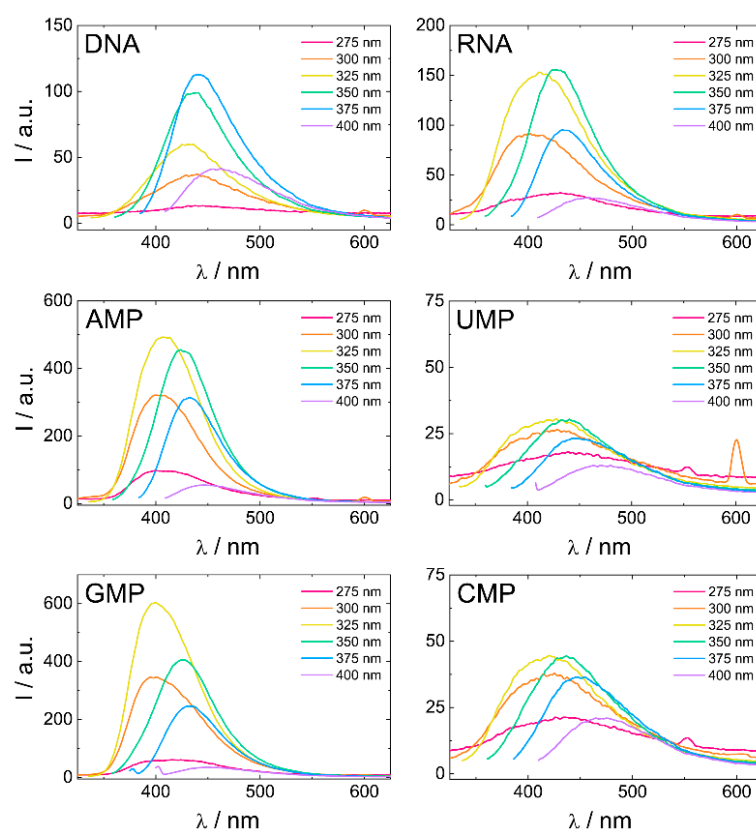 DNA
150
100
50
0
I / a.u.
400
500
600
λ / nm
275 nm
300 nm
325 nm
350 nm
375 nm
400 nm
RNA
200
150
100
50
0
400
500
600
λ / nm
275 nm
300 nm
325 nm
350 nm
375 nm
400 nm
AMP
600
400
200
0
I / a.u.
400
500
600
λ / nm
275 nm
300 nm
325 nm
350 nm
375 nm
400 nm
UMP
75
50
25
0
400
500
600
λ / nm
275 nm
300 nm
325 nm
350 nm
375 nm
400 nm
GMP
600
400
200
0
I / a.u.
400
500
600
λ / nm
275 nm
300 nm
325 nm
350 nm
375 nm
400 nm
CMP
75
50
25
0
400
500
600
λ / nm
275 nm
300 nm
325 nm
350 nm
375 nm
400 nm